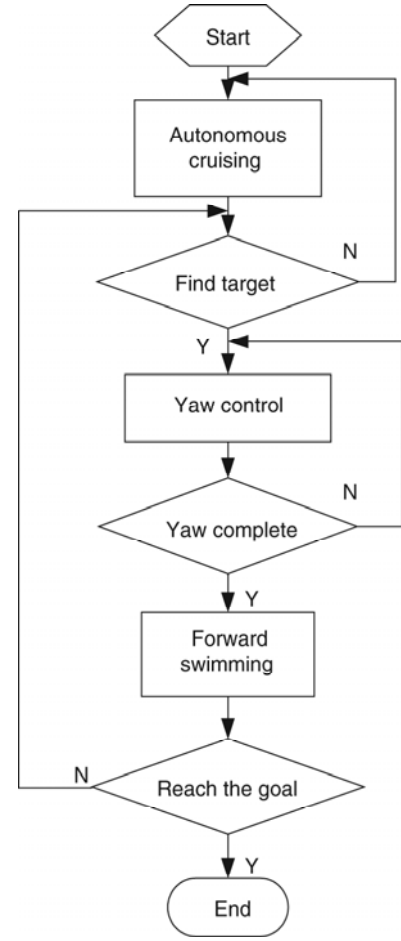 Start
Autonomous
cruising
N
Find target
Y
Yaw control
N
Yaw complete
Y
Forward
swimming
N
Reach the goal
Y
End